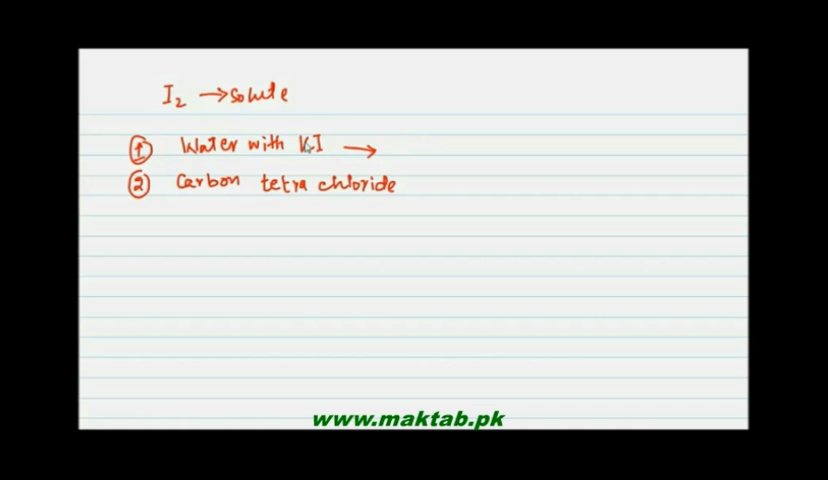 I2 → solute
① Water with KI →
② Carbon tetra chloride
www.maktab.pk